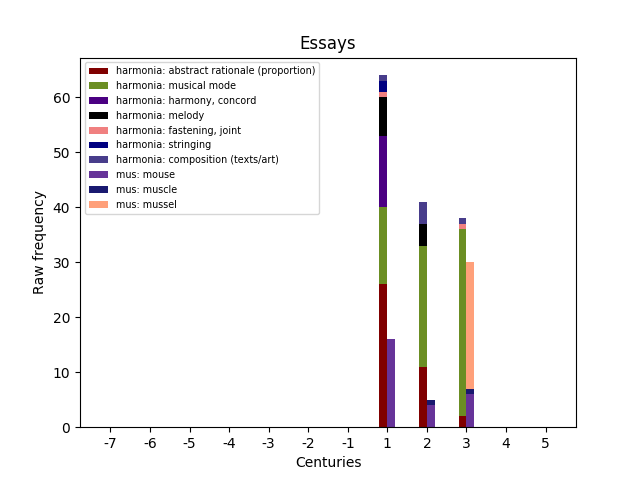 Essays
harmonia: abstract rationale (proportion)
harmonia: musical mode
harmonia: harmony, concord
harmonia: melody
harmonia: fastening, joint
harmonia: stringing
harmonia: composition (texts/art)
mus: mouse
mus: muscle
mus: mussel
Raw frequency
60
50
40
30
20
10
0
-7 -6 -5 -4 -3 -2 -1 1 2 3 4 5
Centuries